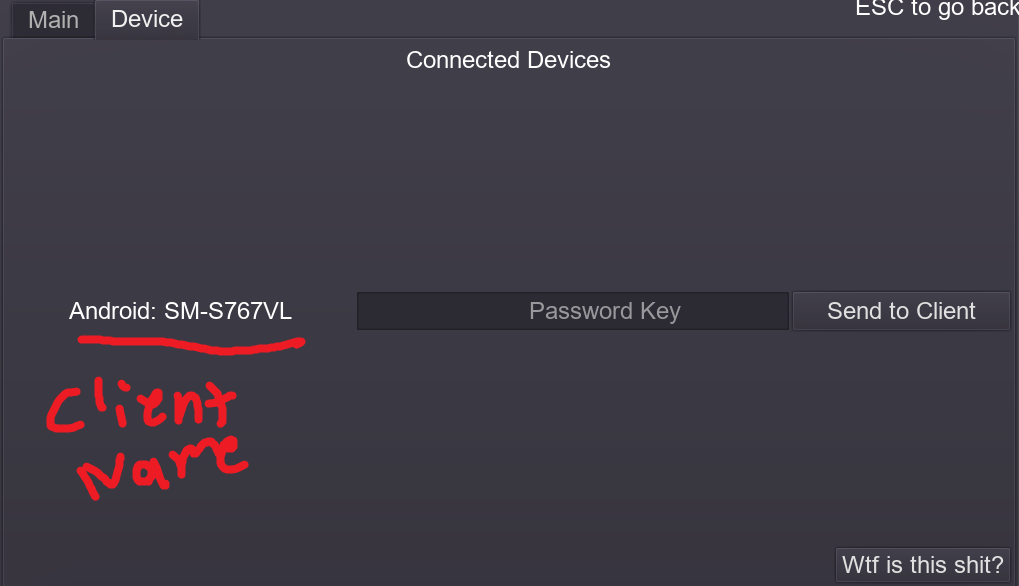 Main Device ESC to go back
Connected Devices
Android: SM-S767VL Password Key Send to Client
Client
Name
Wtf is this shit?